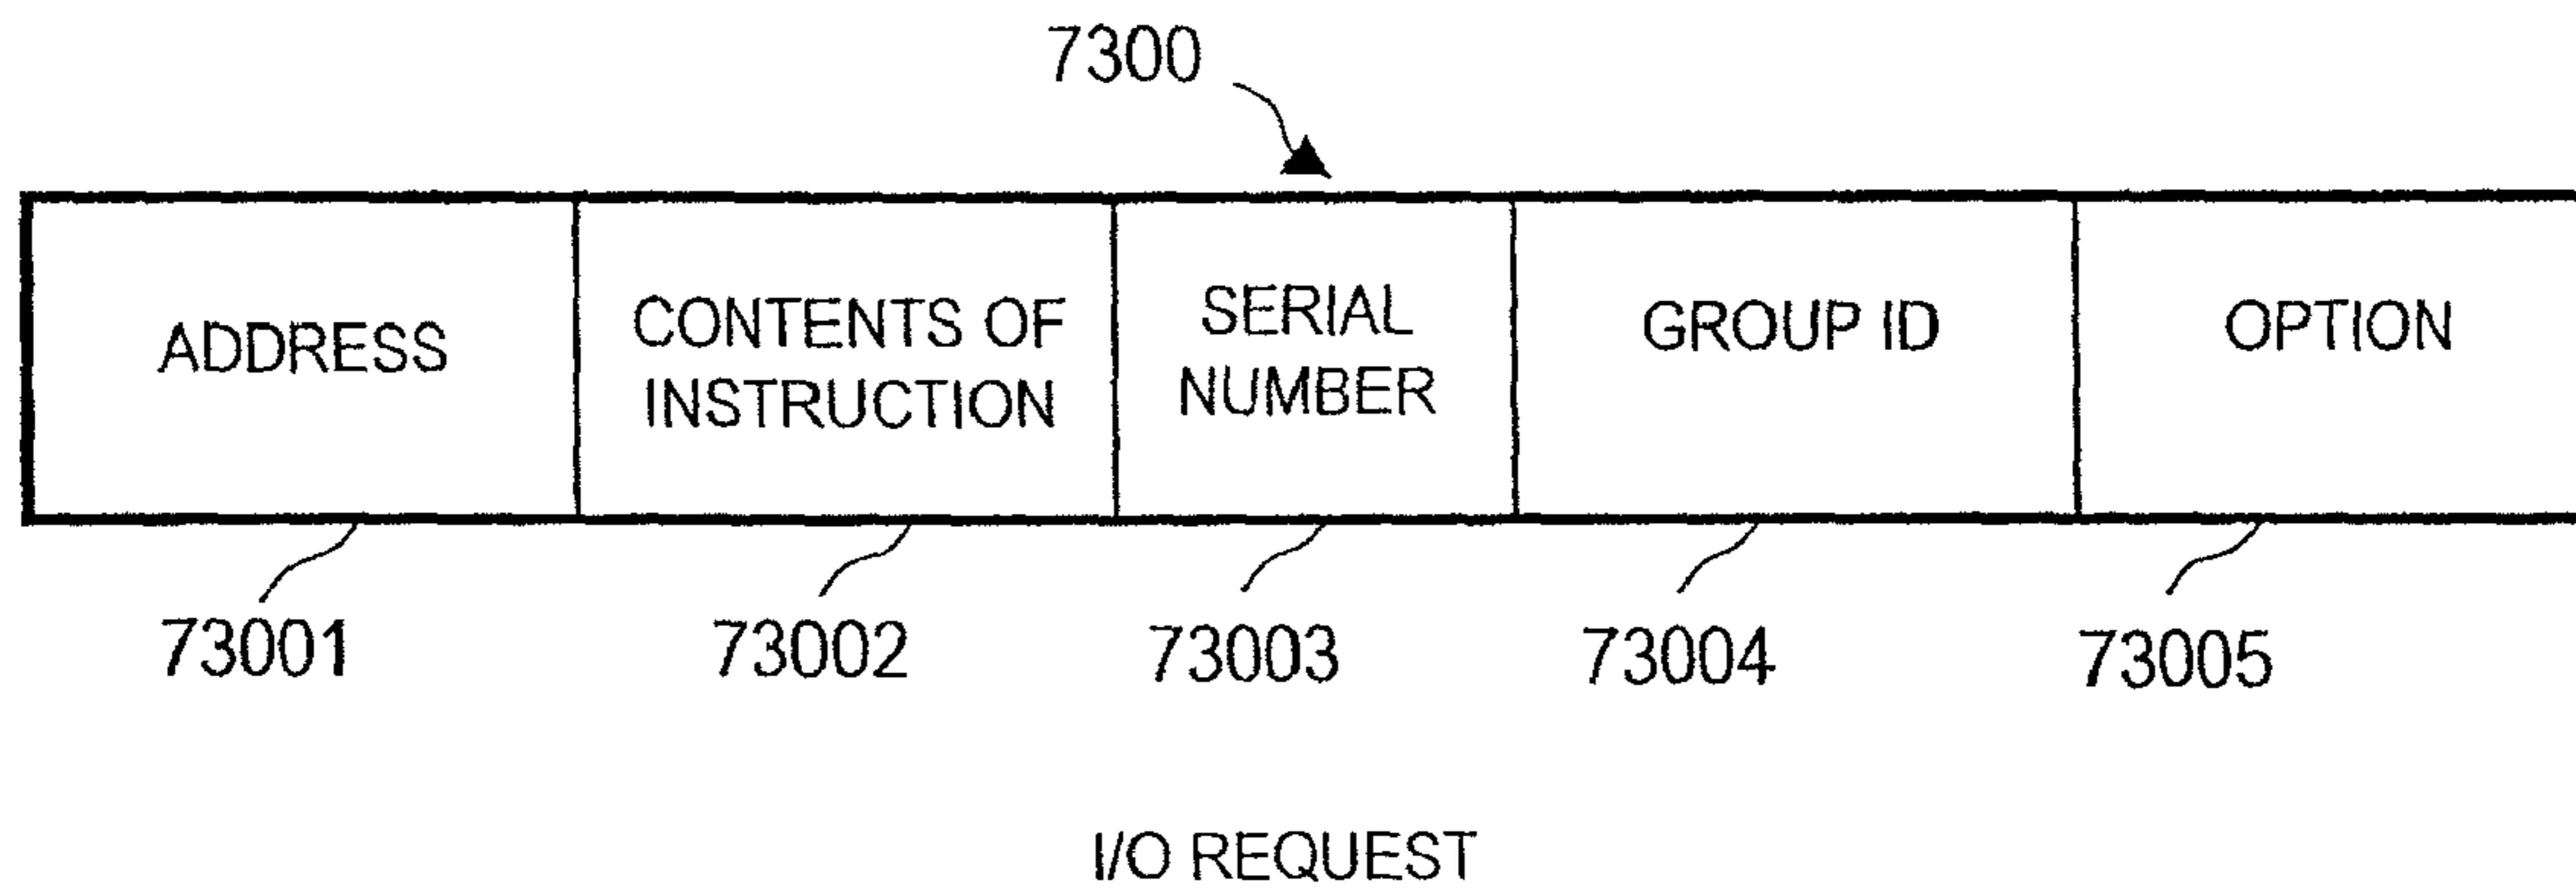 7300
ADDRESS
CONTENTS OF
INSTRUCTION
SERIAL
NUMBER
GROUP ID
OPTION
73001
73002
73003
73004
73005
I/O REQUEST